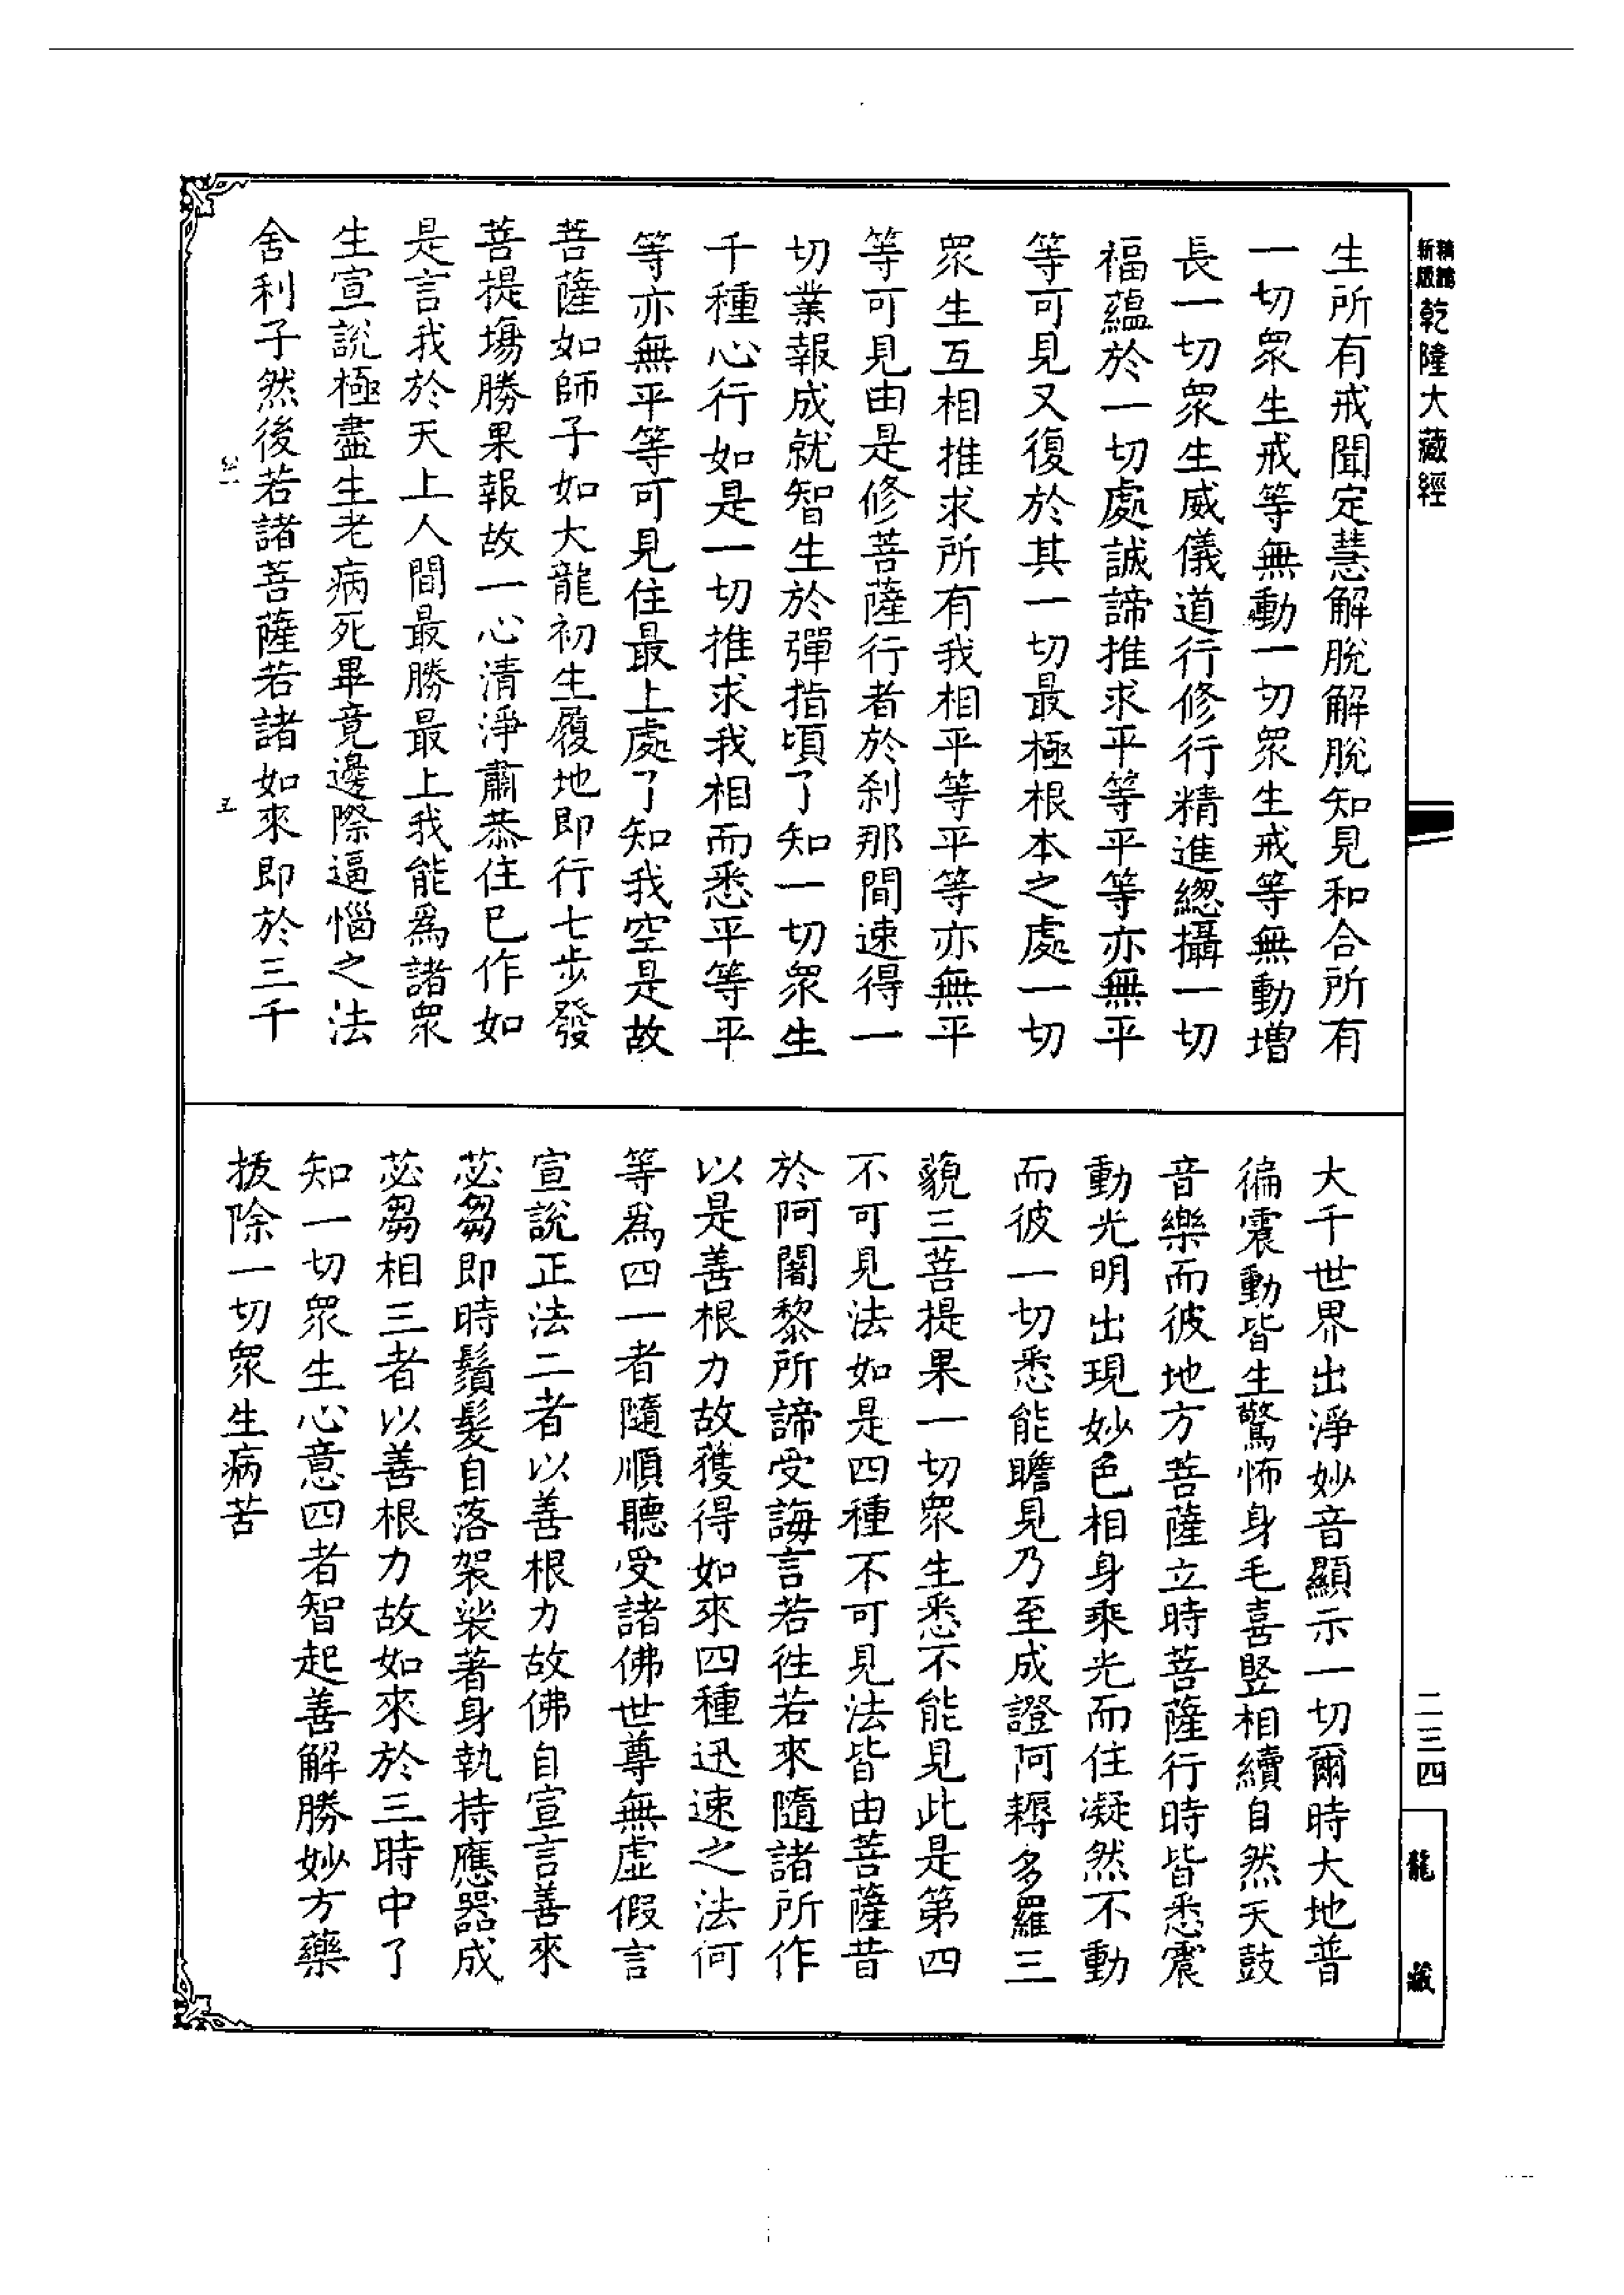 新版
精縮
乾隆大藏經
生所有戒聞定慧解脫解脫知見和合所有
一切眾生戒等無動一切眾生戒等無動增
長一切眾生威儀道行修行精進總攝一切
福蘊於一切處誠諦推求平等平等亦無平
等可見又復於其一切最極根本之處一切
眾生互相推求所有我相平等平等亦無平
等可見由是修菩薩行者於剎那間速得一
切業報成就智生於彈指頃了知一切眾生
千種心行如是一切推求我相而悉平等平
等亦無平等可見住最上處了知我空是故
菩薩如師子如大龍初生履地即行七步發
菩提場勝果報故一心清淨肅恭住已作如
是言我於天上人間最勝最上我能為諸眾
生宣說極盡生老病死畢竟邊際逼惱之法
舍利子然後若諸菩薩若諸如來即於三千
五
大千世界出淨妙音顯示一切爾時大地普
徧震動皆生驚怖身毛喜豎相續自然天鼓
音樂而彼地方菩薩立時菩薩行時皆悉震
動光明出現妙色相身乘光而住凝然不動
而彼一切悉能瞻見乃至成證阿耨多羅三
藐三菩提果一切眾生悉不能見此是第四
不可見法如是四種不可見法皆由菩薩昔
於阿闍黎所諦受誨言若往若來隨諸所作
以是善根力故獲得如來四種迅速之法何
等為四一者隨順聽受諸佛世尊無虛假言
宣說正法二者以善根力故佛自宣言善來
苾芻即時鬚髮自落袈裟著身執持應器成
苾芻相三者以善根力故如來於三時中了
知一切眾生心意四者智起善解勝妙方藥
拔除一切眾生病苦
二三四
龍藏